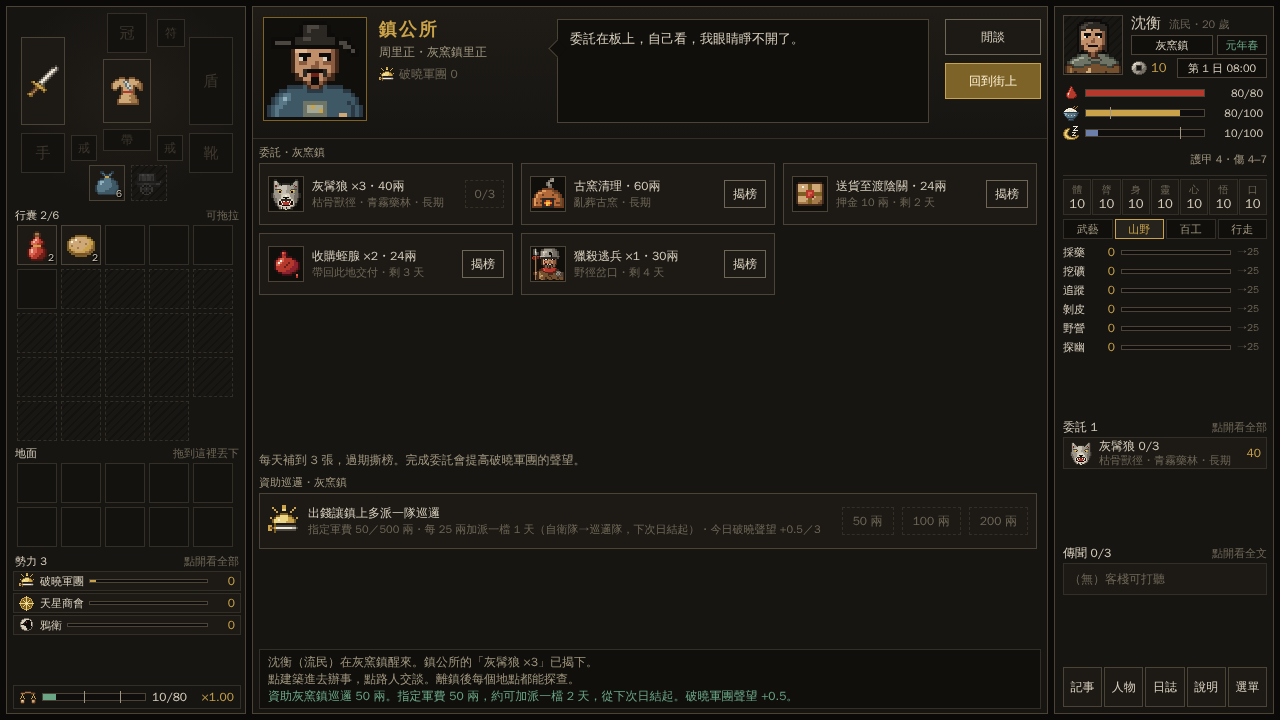 冠
符
盾
手
戒
帶
戒
靴
6
行囊 2/6
可拖拉
2
2
地面
拖到這裡丟下
勢力 3
點開看全部
破曉軍團
0
天星商會
0
鴉衛
0
10/80
×1.00
鎮公所
周里正・灰窯鎮里正
破曉軍團 0
委託在板上，自己看，我眼睛睜不開了。
閒談
回到街上
委託・灰窯鎮
灰鬃狼 ×3・40兩
枯骨獸徑・青霧藥林・長期
0/3
古窯清理・60兩
亂葬古窯・長期
揭榜
送貨至渡陰關・24兩
押金 10 兩・剩 2 天
揭榜
收購蛭腺 ×2・24兩
帶回此地交付・剩 3 天
揭榜
獵殺逃兵 ×1・30兩
野徑岔口・剩 4 天
揭榜
每天補到 3 張，過期撕榜。完成委託會提高破曉軍團的聲望。
資助巡邏・灰窯鎮
出錢讓鎮上多派一隊巡邏
指定軍費 50／500 兩・每 25 兩加派一檔 1 天（自衛隊→巡邏隊，下次日結起）・今日破曉聲望 +0.5／3
50 兩
100 兩
200 兩
沈衡（流民）在灰窯鎮醒來。鎮公所的「灰鬃狼 ×3」已揭下。
點建築進去辦事，點路人交談。離鎮後每個地點都能探查。
資助灰窯鎮巡邏 50 兩。指定軍費 50 兩，約可加派一檔 2 天，從下次日結起。破曉軍團聲望 +0.5。
沈衡
流民・20 歲
灰窯鎮
元年春
10
第 1 日 08:00
80/80
80/100
10/100
護甲 4・傷 4–7
體
臂
身
靈
心
悟
口
10
10
10
10
10
10
10
武藝
山野
百工
行走
採藥
0
→25
挖礦
0
→25
追蹤
0
→25
剝皮
0
→25
野營
0
→25
探幽
0
→25
委託 1
點開看全部
灰鬃狼 0/3
枯骨獸徑・青霧藥林・長期
40
傳聞 0/3
點開看全文
（無）客棧可打聽
記事
人物
日誌
說明
選單